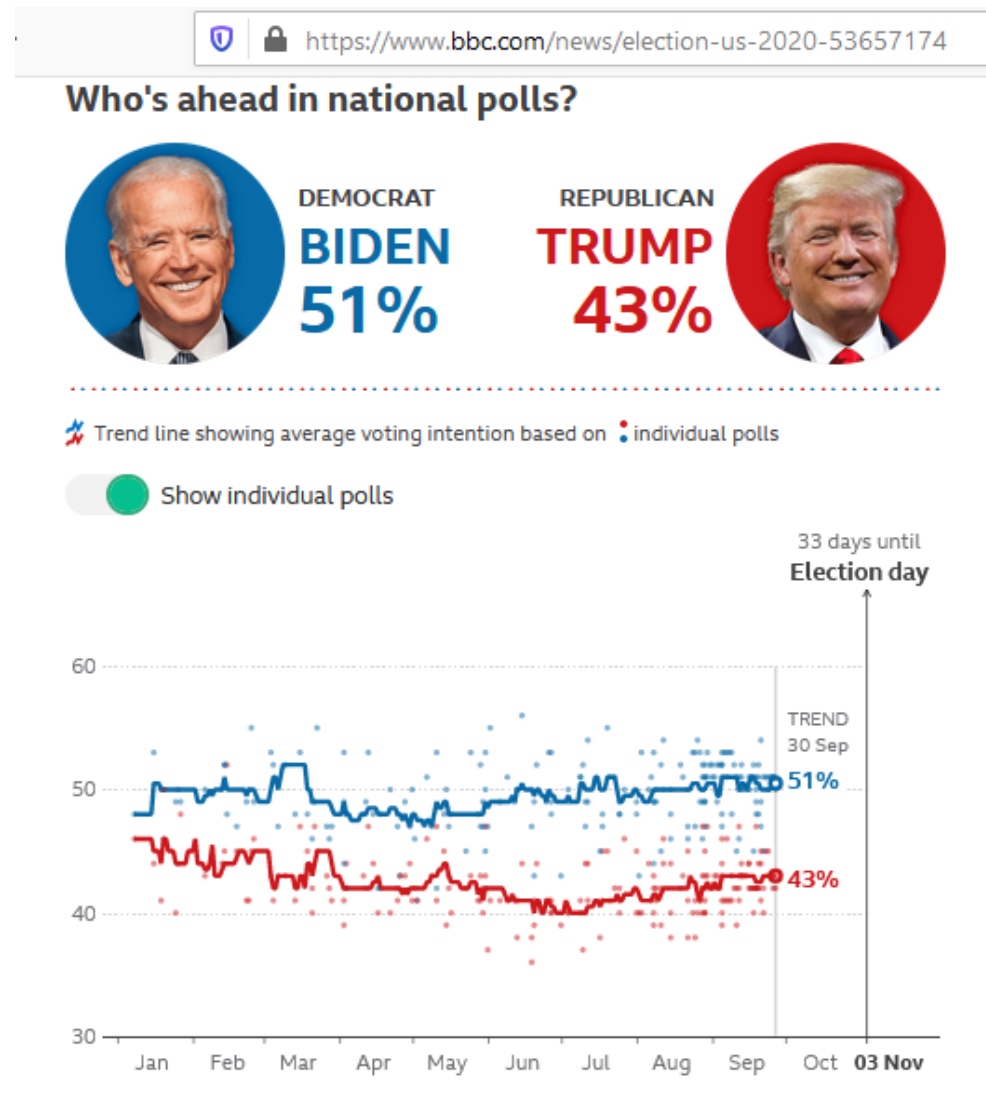 https://www.bbc.com/news/election-us-2020-53657174
Who's ahead in national polls?
DEMOCRAT
BIDEN
51%
REPUBLICAN
TRUMP
43%
Trend line showing average voting intention based on individual polls
Show individual polls
33 days until
Election day
60
50
40
30
TREND
30 Sep
51%
43%
Jan Feb Mar Apr May Jun Jul Aug Sep Oct 03 Nov